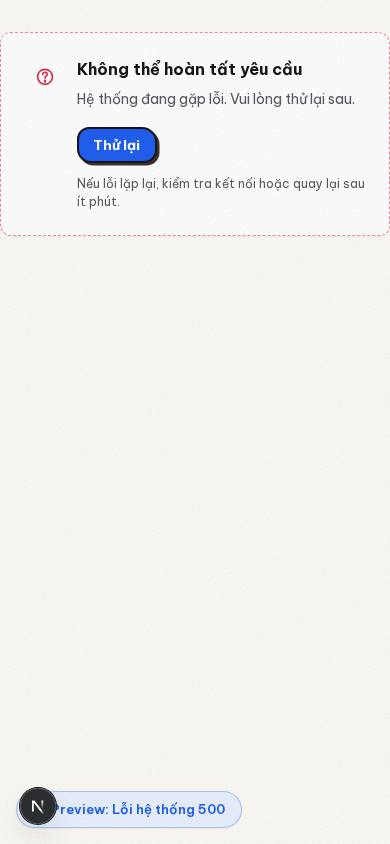 Không thể hoàn tất yêu cầu
Hệ thống đang gặp lỗi. Vui lòng thử lại sau.
Thử lại
Nếu lỗi lặp lại, kiểm tra kết nối hoặc quay lại sau
ít phút.
N
Preview: Lỗi hệ thống 500